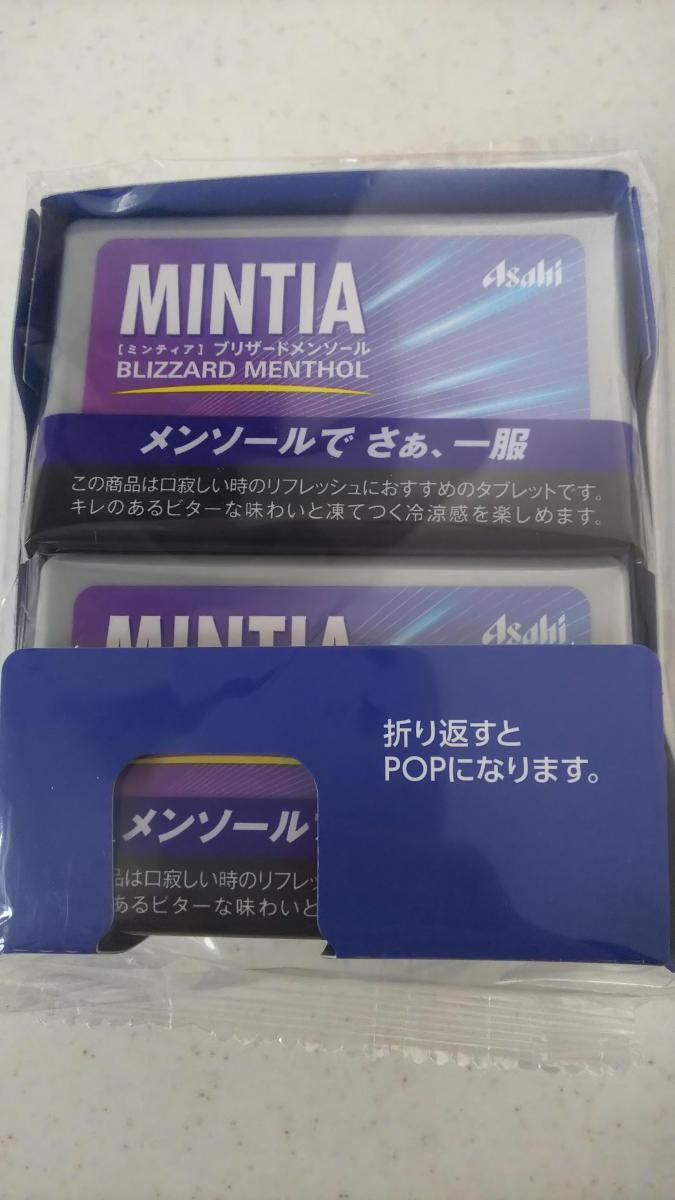 MINTIA
Asahi
[ミンティア] ブリザードメンソール
BLIZZARD MENTHOL
メンソールで さぁ、一服
この商品は口寂しい時のリフレッシュにおすすめのタブレットです。
キレのあるビターな味わいと凍てつく冷涼感を楽しめます。
MINTIA
Asahi
折り返すと
POPになります。
メンソール
品は口寂しい時のリフレッ
あるビターな味わいと